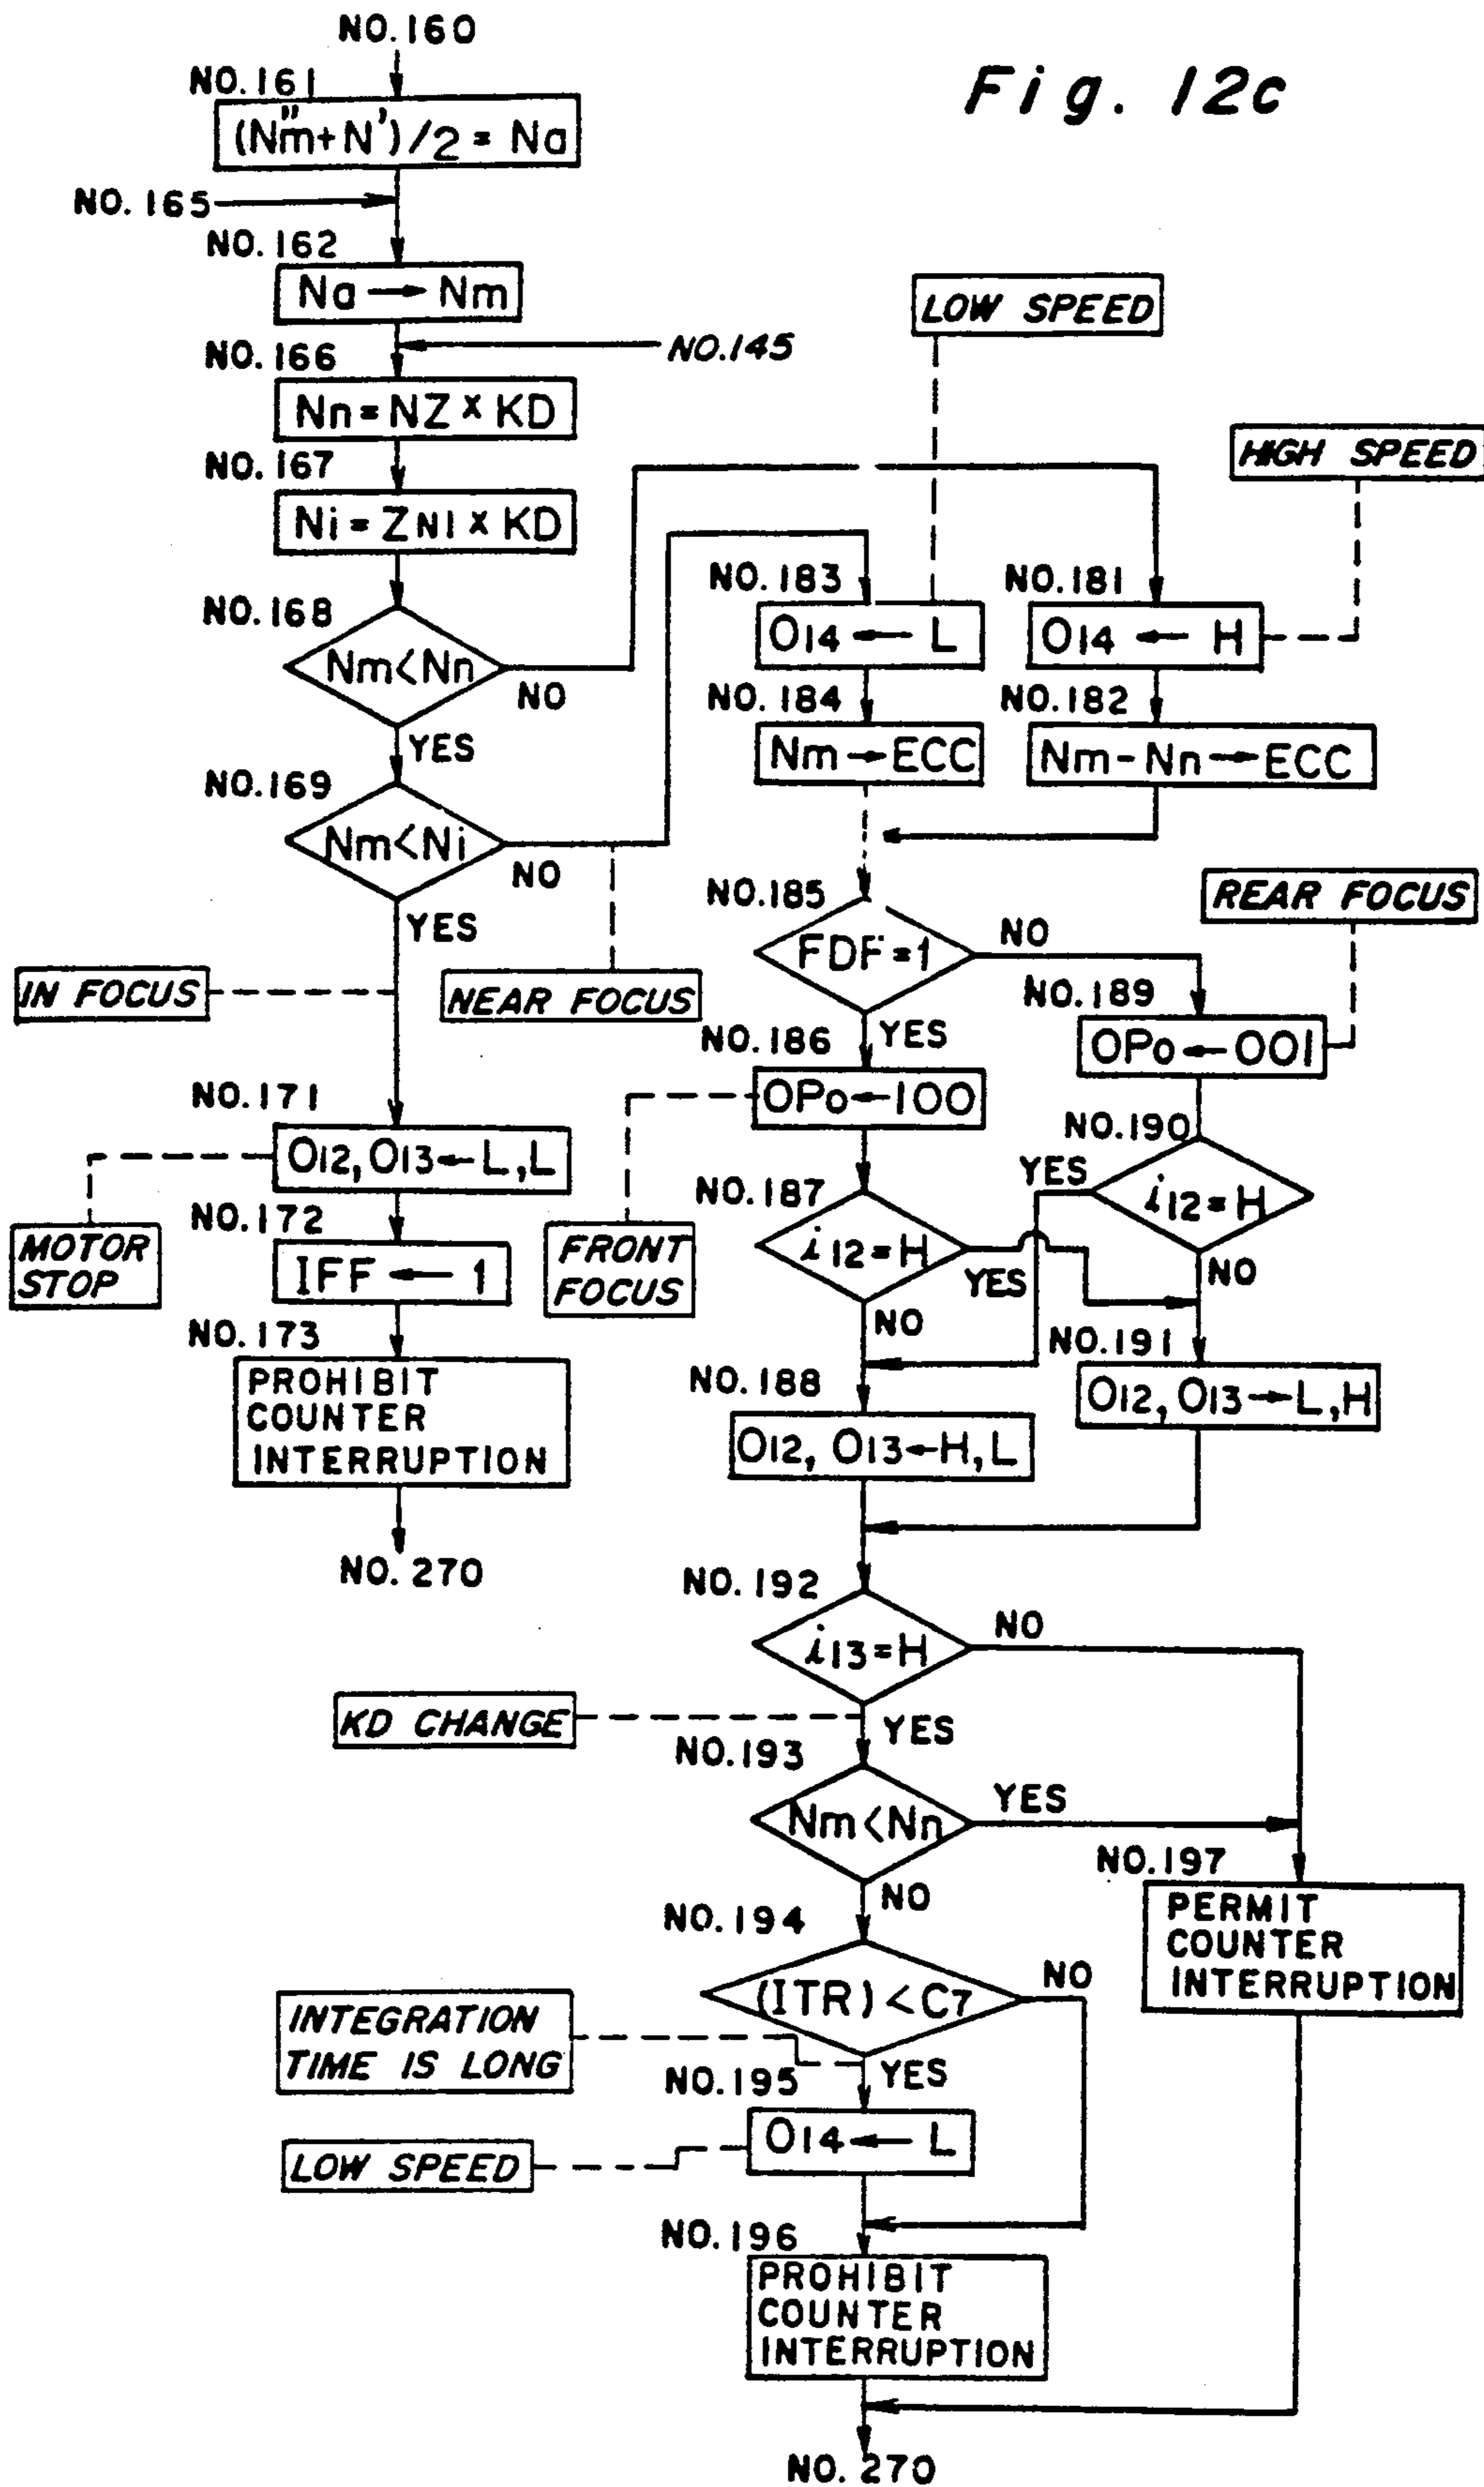 Fig. 12c
NO.160
NO.161
(Nm"+N')/2 = Na
NO.165
NO.162
Na → Nm
NO.145
NO.166
Nn = NZ × KD
NO.167
Ni = ZNI × KD
NO.168
Nm<Nn
NO
YES
NO.169
Nm<Ni
NO
YES
IN FOCUS
NEAR FOCUS
NO.171
O12, O13←L, L
MOTOR
STOP
NO.172
IFF ← 1
NO.173
PROHIBIT
COUNTER
INTERRUPTION
NO. 270
LOW SPEED
HIGH SPEED
NO.183
O14 ← L
NO.181
O14 ← H
NO.184
Nm→ECC
NO.182
Nm-Nn→ECC
NO.185
FDF=1
NO
YES
REAR FOCUS
NO.186
OPo←100
NO.189
OPo←001
FRONT
FOCUS
NO.187
i12=H
YES
NO
NO.190
i12=H
YES
NO
NO.188
O12, O13←H, L
NO.191
O12, O13→L, H
NO.192
i13=H
NO
YES
KD CHANGE
NO.193
Nm<Nn
YES
NO
NO.194
(ITR)<C7
NO
YES
INTEGRATION
TIME IS LONG
NO.195
O14 ← L
LOW SPEED
NO.196
PROHIBIT
COUNTER
INTERRUPTION
NO.197
PERMIT
COUNTER
INTERRUPTION
NO. 270